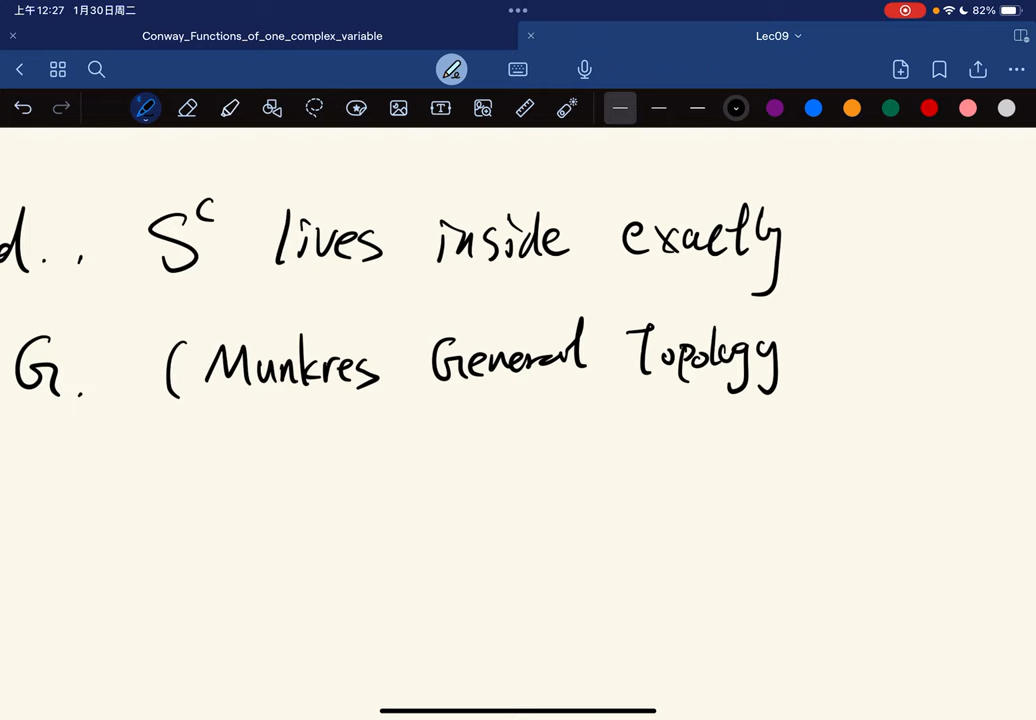 上午12:27 1月30日周二 82%
Conway_Functions_of_one_complex_variable Lec09
d.. S^c lives inside exactly
G. (Munkres General Topology